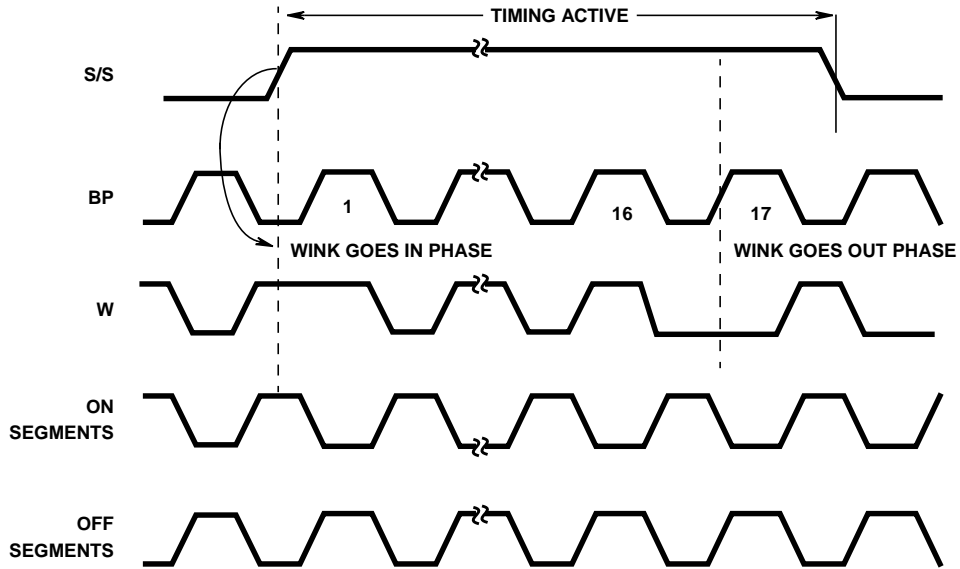 TIMING ACTIVE
S/S
BP
1
16
17
WINK GOES IN PHASE
WINK GOES OUT PHASE
W
ON
SEGMENTS
OFF
SEGMENTS